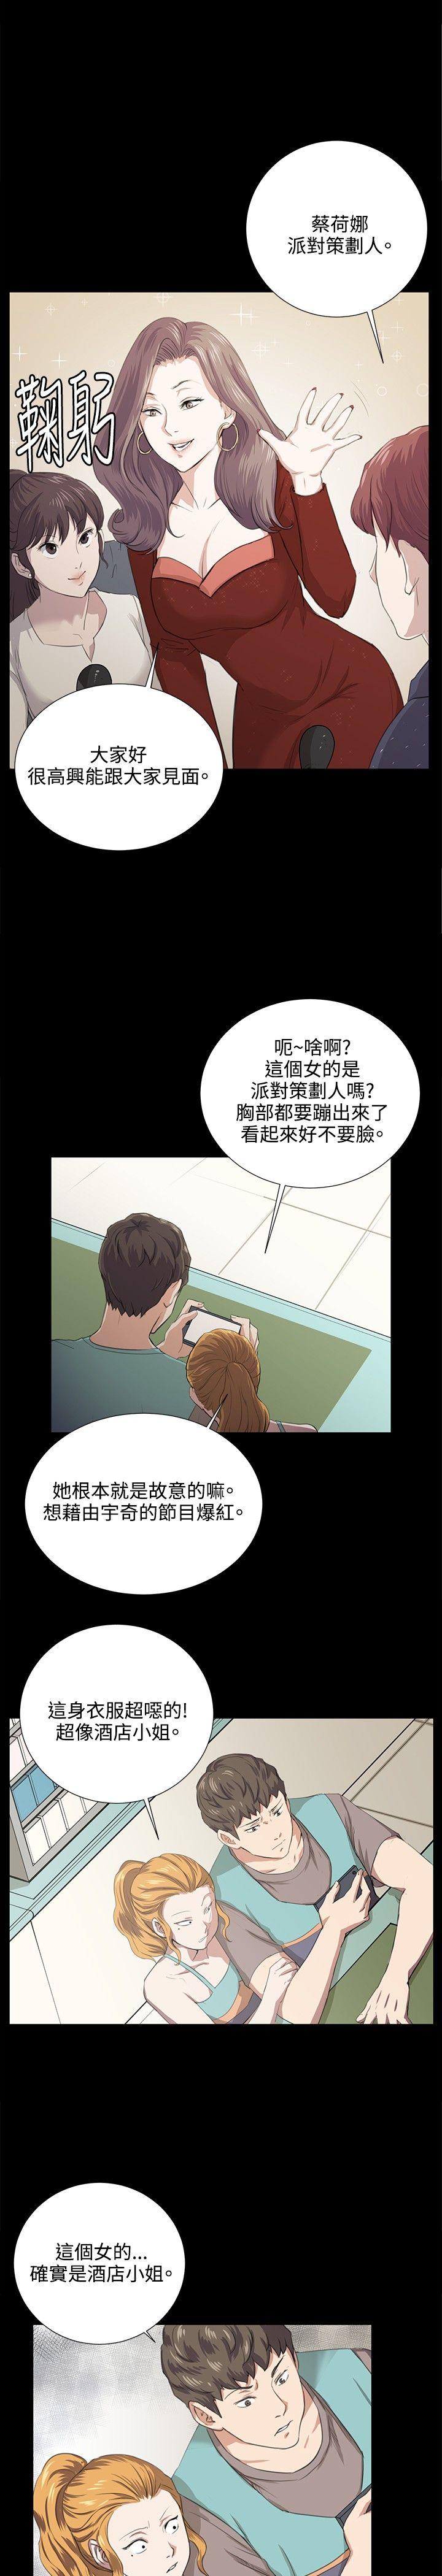 蔡荷娜
派對策劃人。
鞠躬
大家好
很高興能跟大家見面。
呃~啥啊?
這個女的是
派對策劃人嗎?
胸部都要蹦出來了
看起來好不要臉。
她根本就是故意的嘛。
想藉由宇奇的節目爆紅。
這身衣服超噁的!
超像酒店小姐。
這個女的...
確實是酒店小姐。